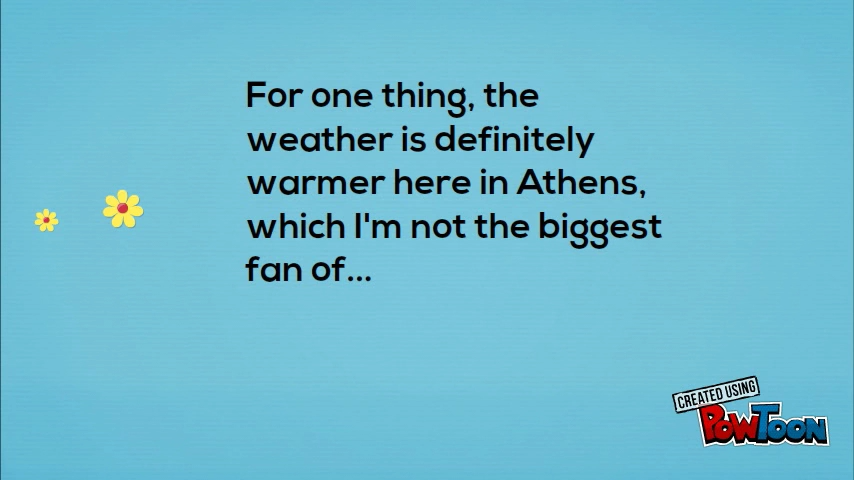 For one thing, the
weather is definitely
warmer here in Athens,
which I'm not the biggest
fan of...
CREATED USING
POWTOON